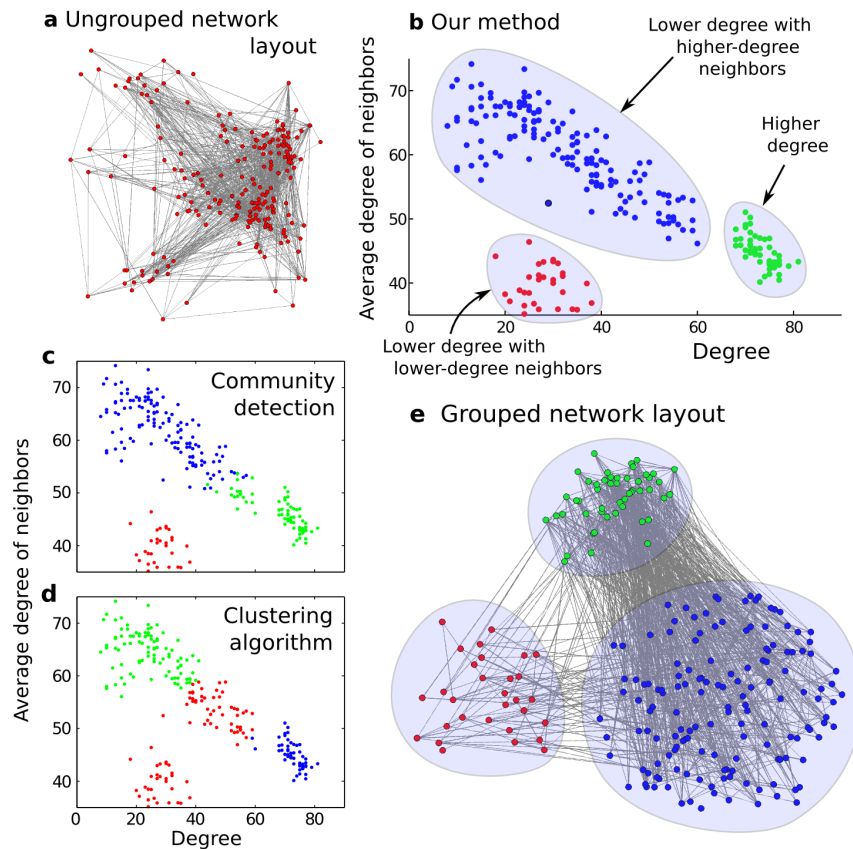 a Ungrouped network
layout
b Our method
Lower degree with
higher-degree
neighbors
Higher
degree
Average degree of neighbors
70
60
50
40
20
40
60
80
Degree
Lower degree with
lower-degree neighbors
c
Community
detection
70
60
50
40
d
Clustering
algorithm
70
60
50
40
Average degree of neighbors
0
20
40
60
80
Degree
e Grouped network layout